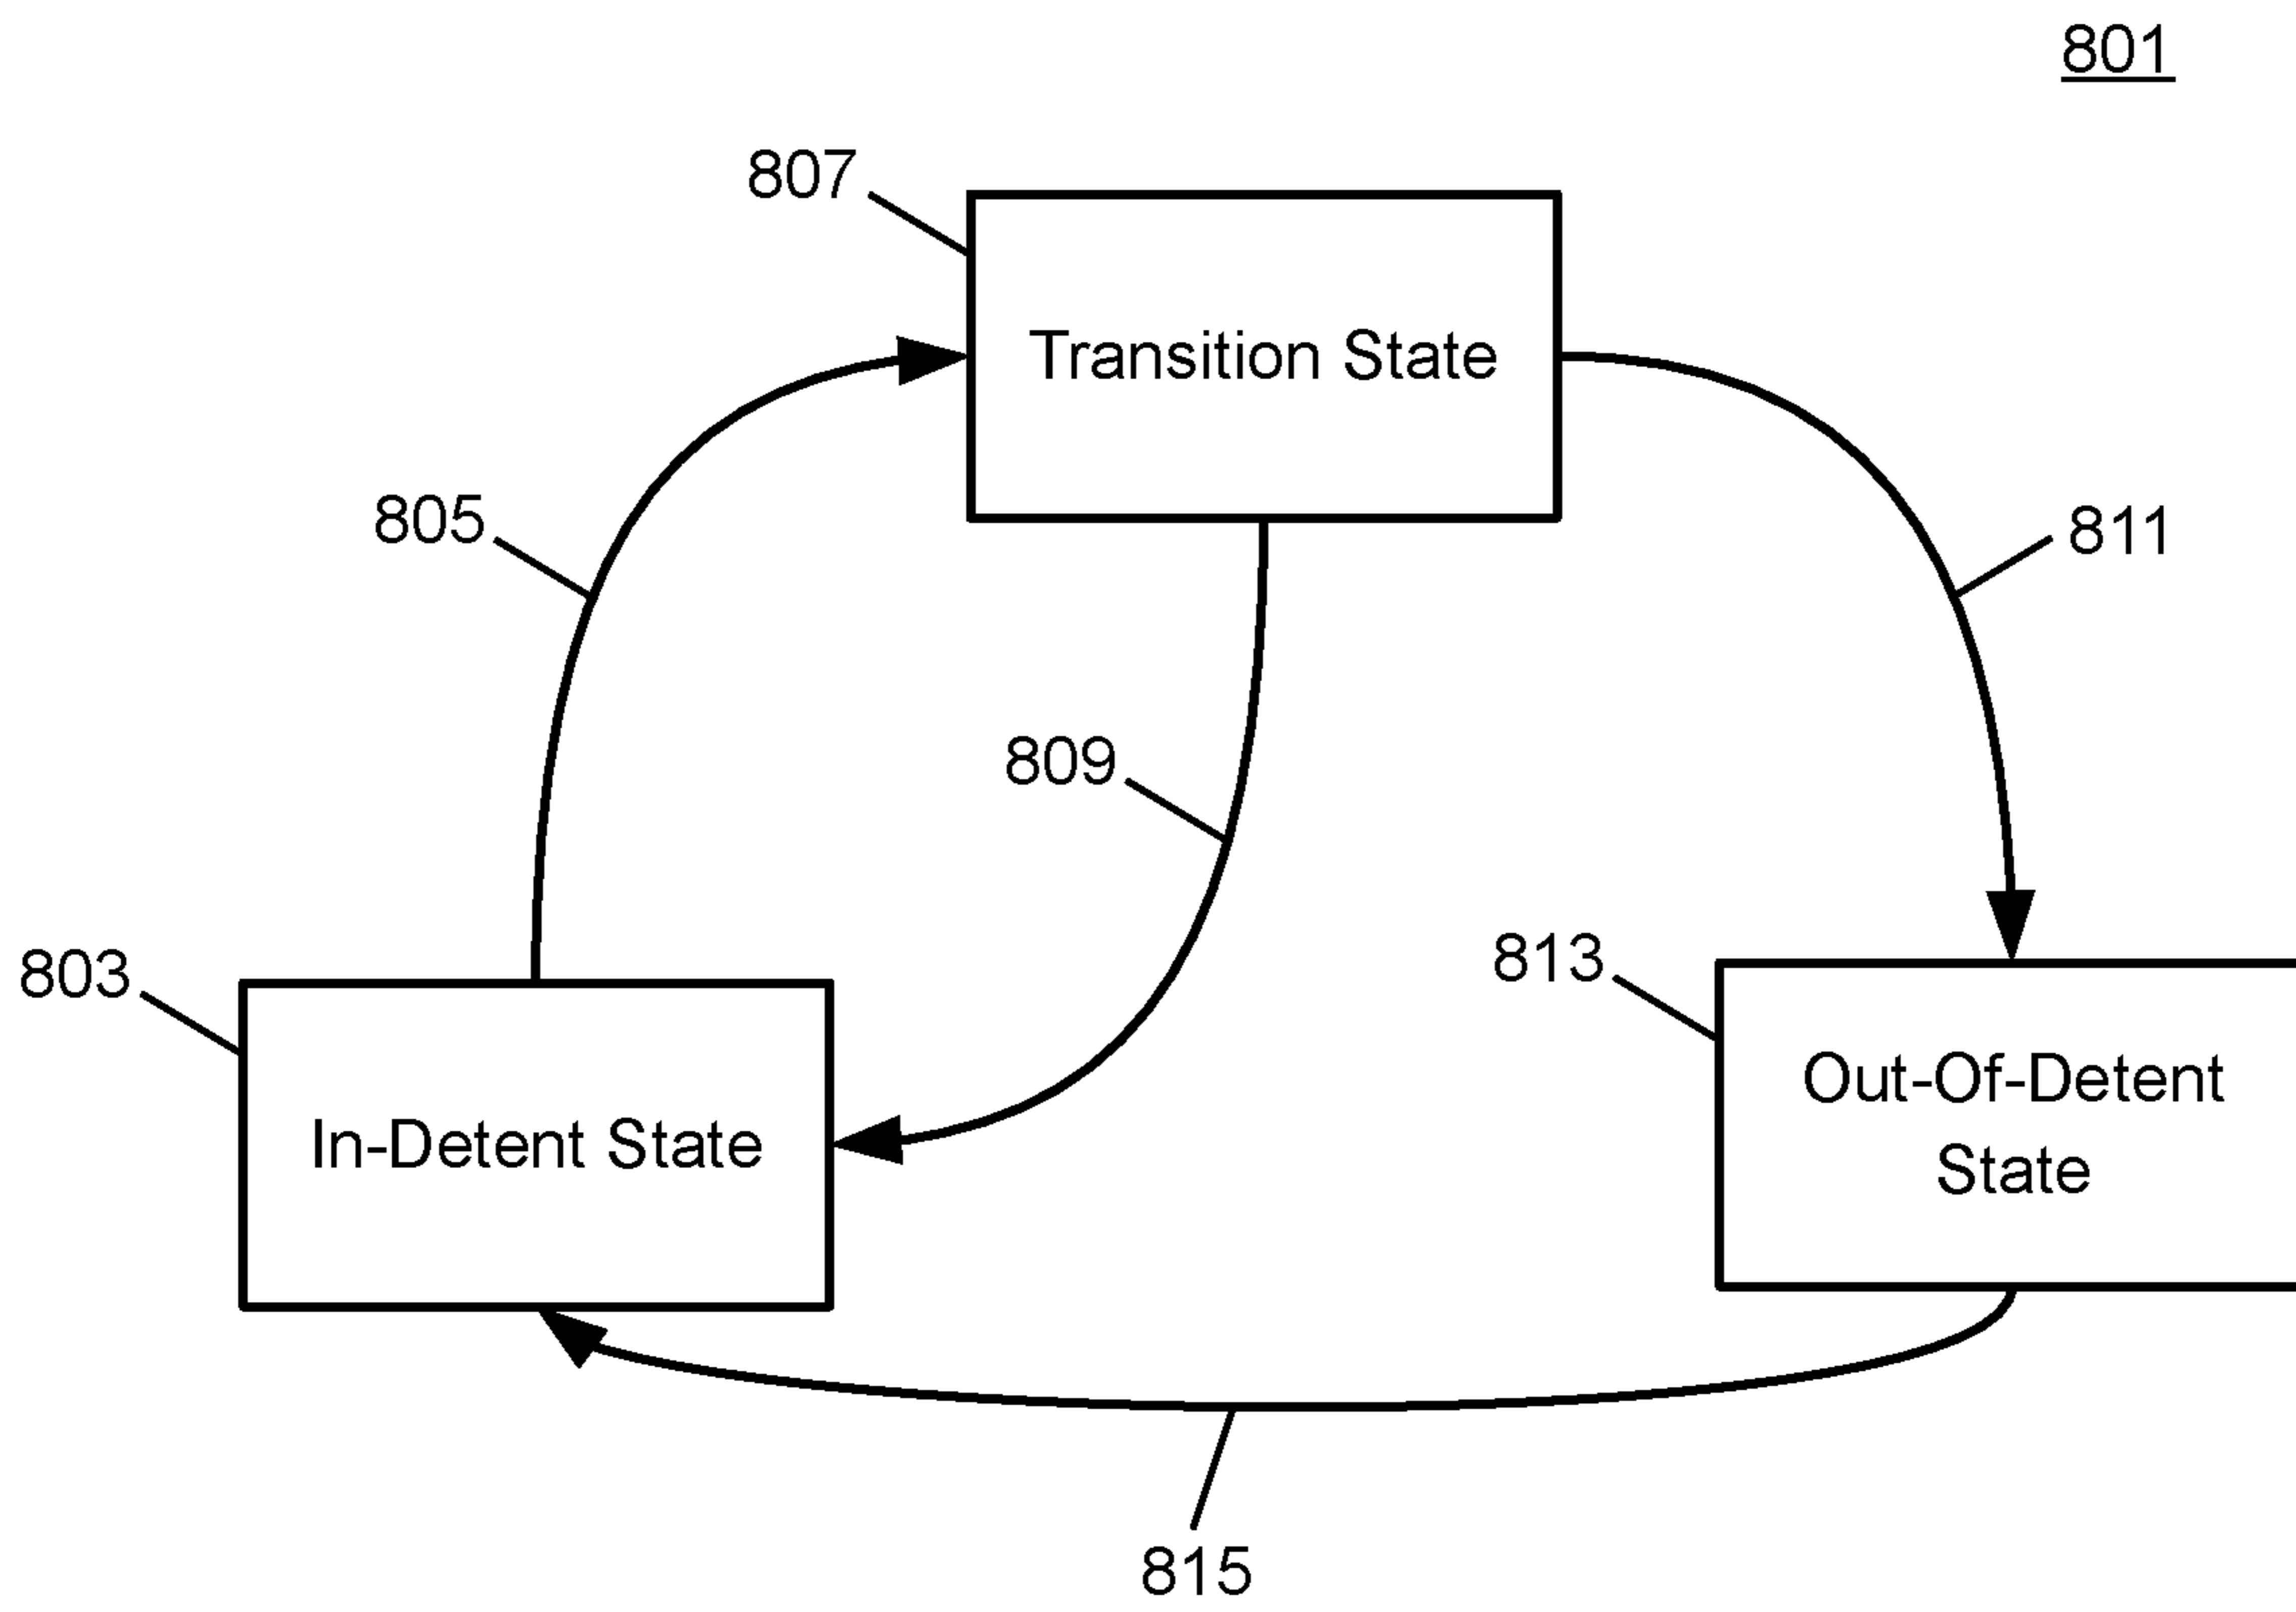 801
807
Transition State
805
811
809
803
813
Out-Of-Detent
State
In-Detent State
815